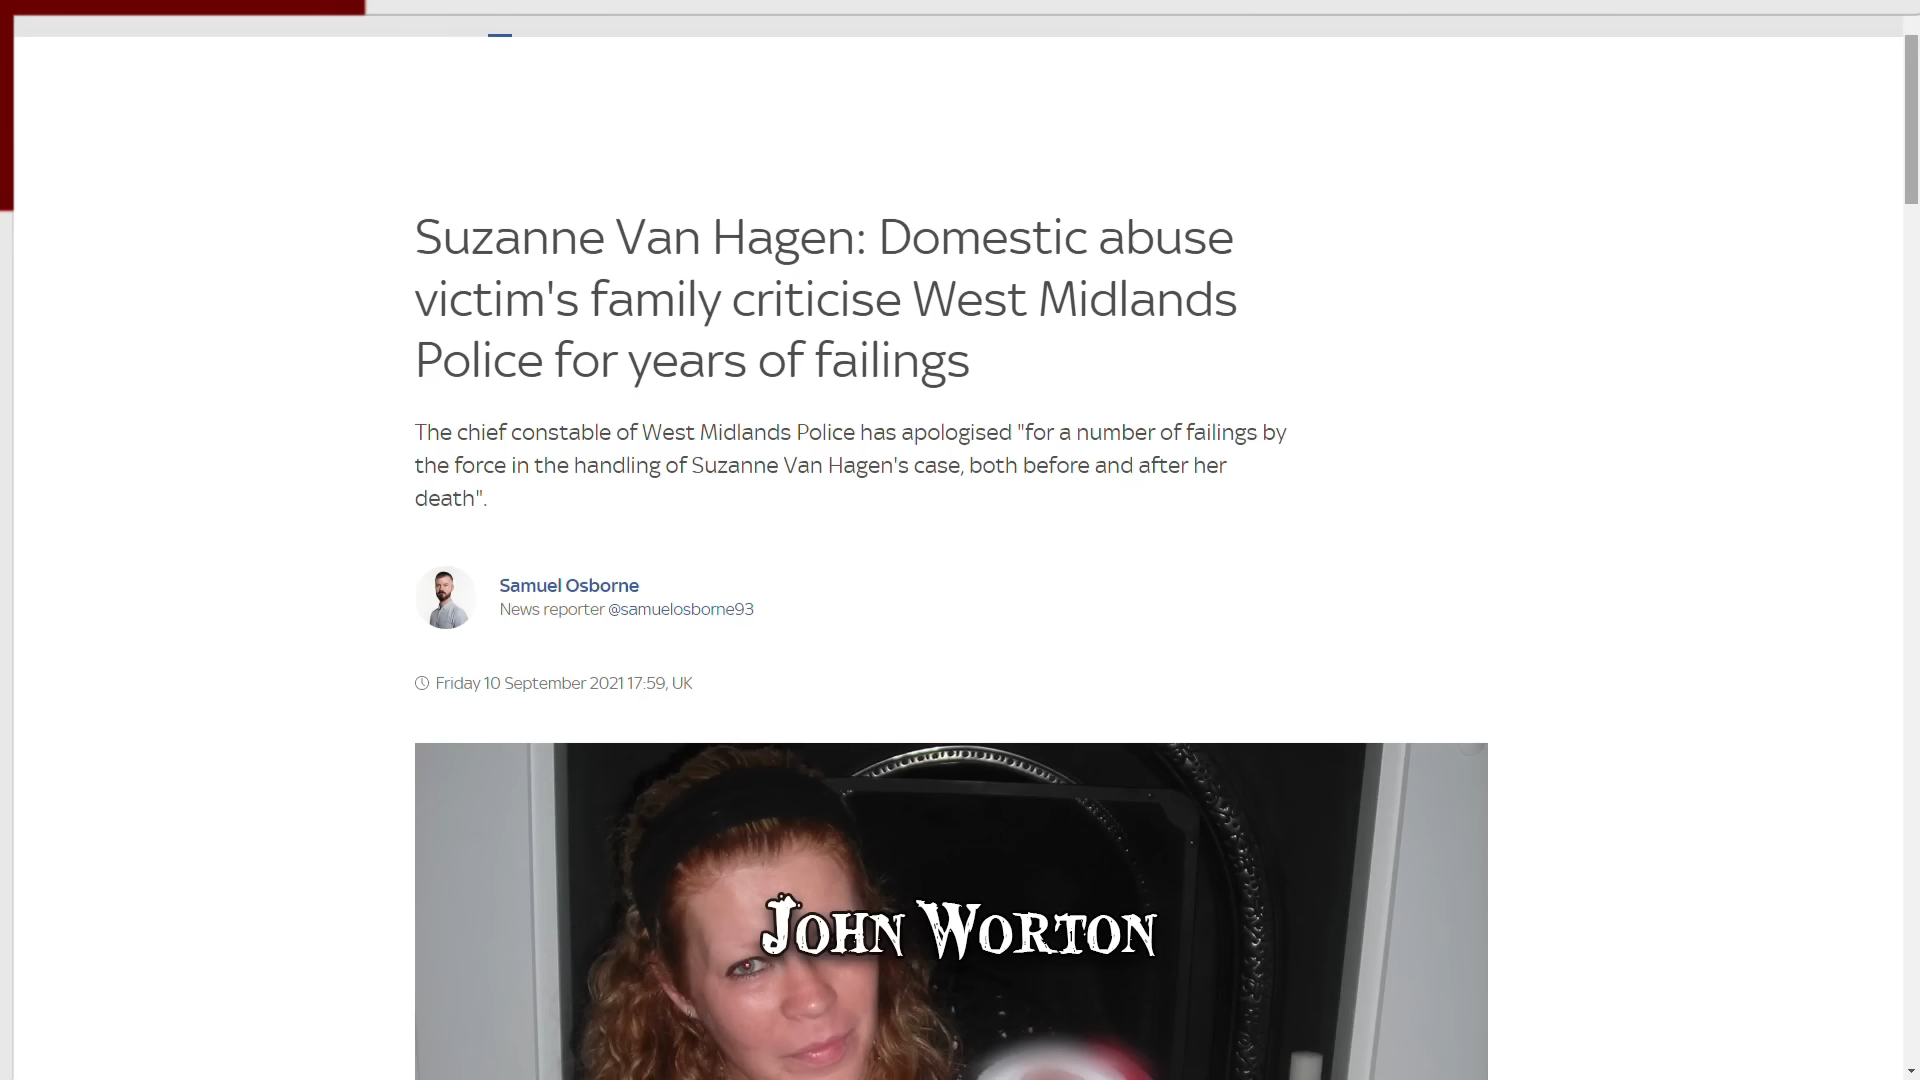 Suzanne Van Hagen: Domestic abuse
victim's family criticise West Midlands
Police for years of failings
The chief constable of West Midlands Police has apologised "for a number of failings by
the force in the handling of Suzanne Van Hagen's case, both before and after her
death".
Samuel Osborne
News reporter @samuelosborne93
Friday 10 September 2021 17:59, UK
John Worton